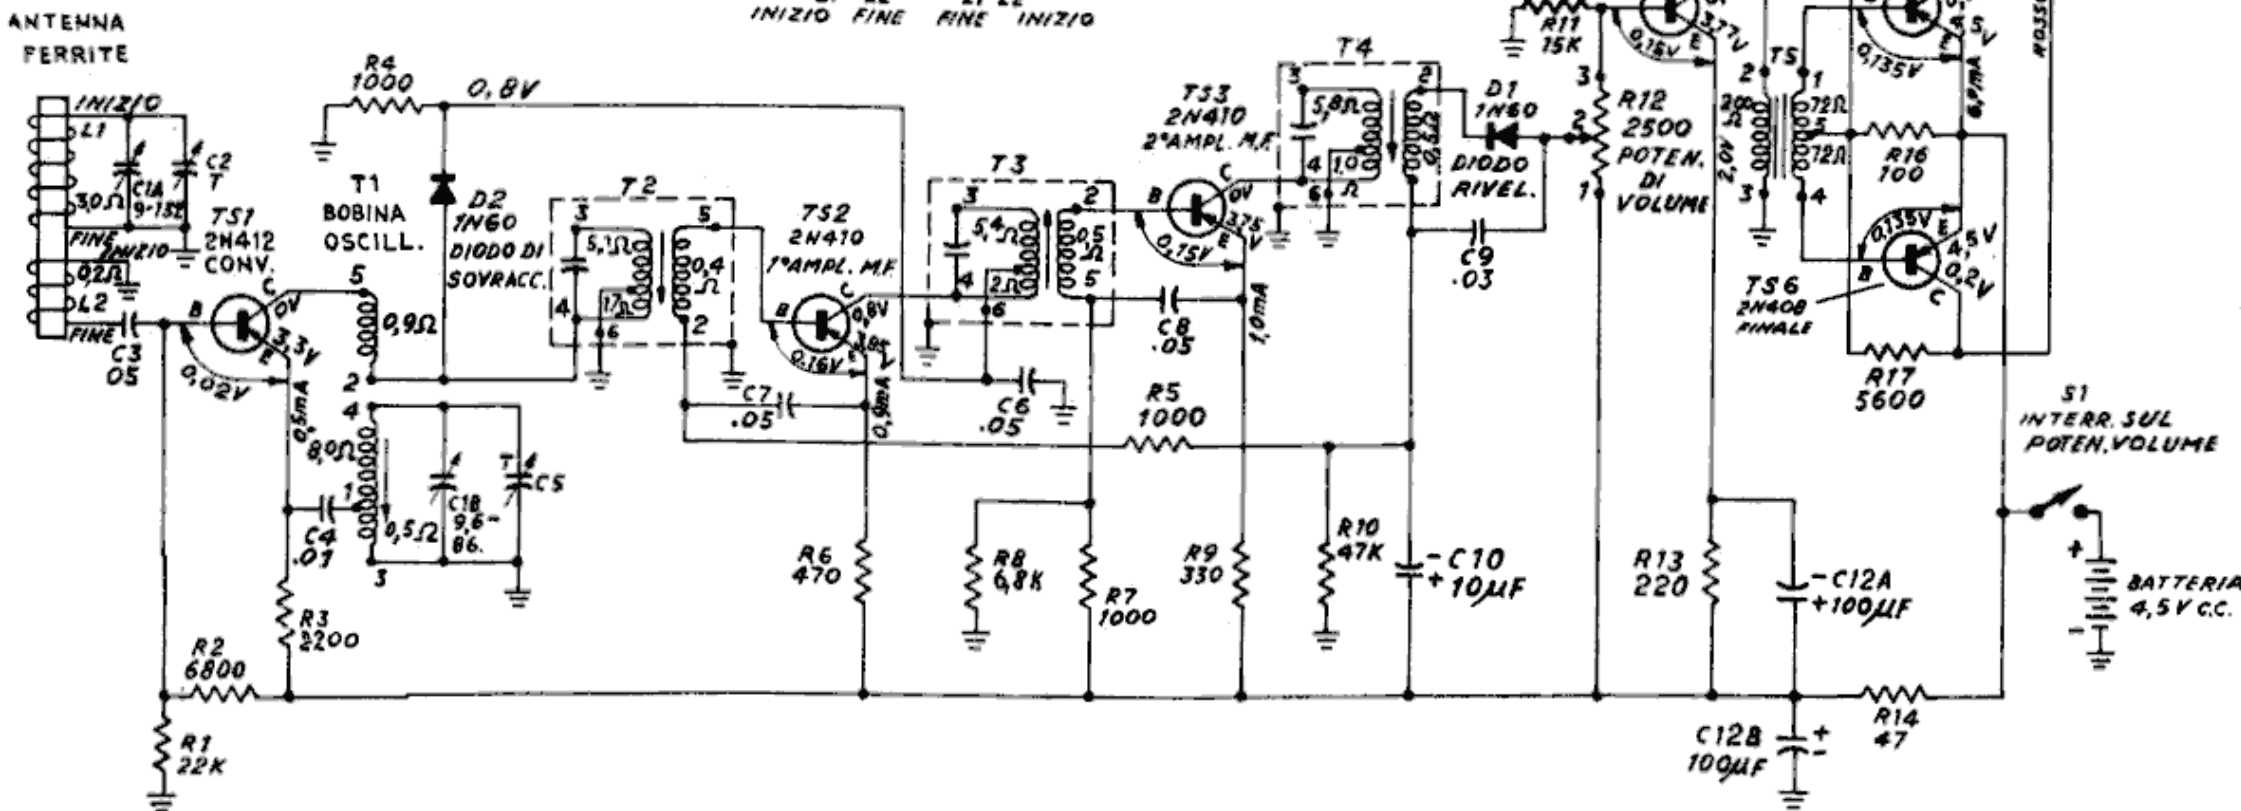 INIZIO FINE FINE INIZIO
ANTENNA
FERRITE
INIZIO
L1
3,0Ω
C1A
C2
T
FINE
INIZIO
0,2Ω
L2
FINE
C3
05
TS1
2N412
CONV.
B
C
0V
E
3,3V
0,02V
0,5mA
R4
1000
0,8V
T1
BOBINA
OSCILL.
5
0,9Ω
2
4
8,0Ω
1
0,5Ω
3
C4
.01
C1B
9,6-
86.
T
C5
D2
1N60
DIODO DI
SOVRACC.
T2
3
5,1Ω
4
17Ω
6
5
0,4
Ω
2
TS2
2N410
1°AMPL. M.F.
B
C
0,8V
E
0,16V
0,9mA
C7
.05
T3
3
5,4Ω
4
2Ω
6
2
0,5
Ω
5
C6
.05
C8
.05
TS3
2N410
2°AMPL. M.F.
B
C
0V
3,75
V
E
0,15V
1,0mA
T4
3
5,8Ω
4
1,0
Ω
6
2
D1
1N60
DIODO
RIVEL.
C9
.03
R5
1000
R11
15K
3
2
1
R12
2500
POTEN.
DI
VOLUME
0,15V
3,77V
E
T5
2
200
Ω
2,0V
3
1
72Ω
5
72Ω
4
0,135V
E
5V
6,9mA
ROSSO
R16
100
0,135V
B
E
4,5V
0,2V
C
TS6
2N408
FINALE
R17
5600
S1
INTERR. SUL
POTEN. VOLUME
+
-
BATTERIA
4,5 V C.C.
R1
22K
R2
6800
R3
2200
R6
470
R8
6,8K
R7
1000
R9
330
R10
47K
- C10
+ 10µF
R13
220
- C12A
+ 100µF
C12B
100µF
+
-
R14
47